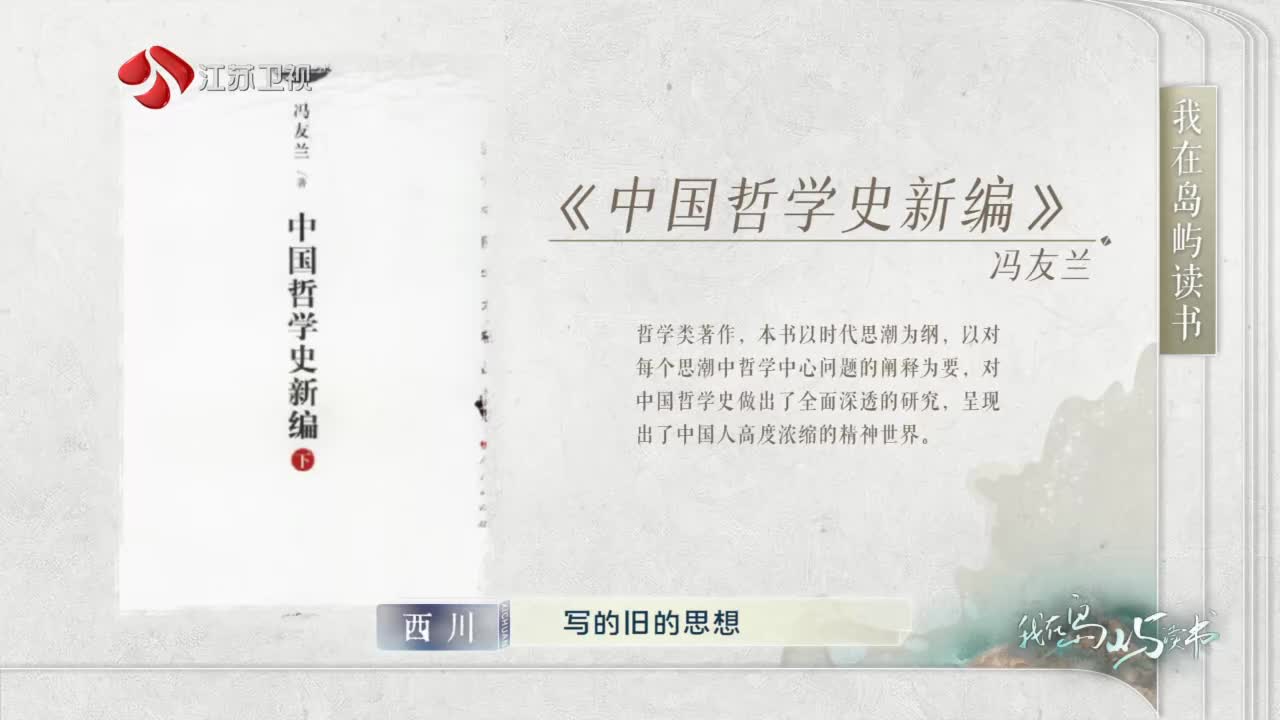 江苏卫视
冯友兰 著
中国哲学史新编
下
《中国哲学史新编》
冯友兰
哲学类著作，本书以时代思潮为纲，以对
每个思潮中哲学中心问题的阐释为要，对
中国哲学史做出了全面深透的研究，呈现
出了中国人高度浓缩的精神世界。
我在岛屿读书
西川
XICHUAN
写的旧的思想
我在岛屿读书